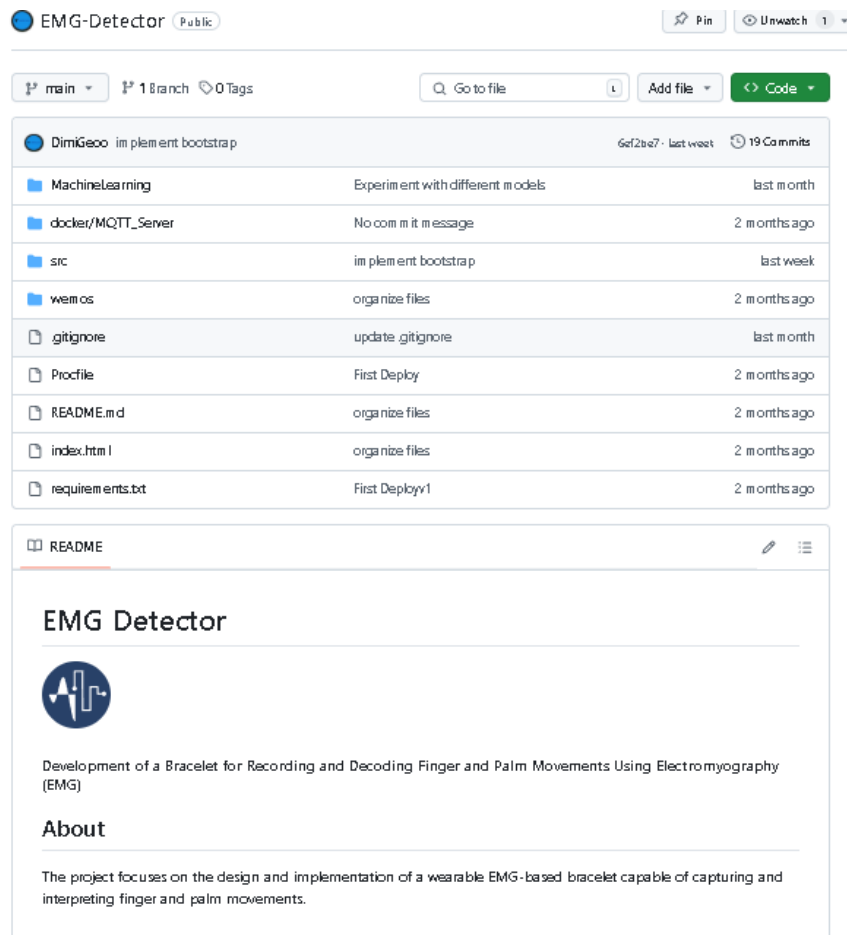 EMG-Detector Public Pin Unwatch 1
main 1 Branch 0 Tags Go to file Add file Code
DimiGeoo implement bootstrap 6ef2be7 · last week 19 Commits
MachineLearning Experiment with different models last month
docker/MQTT_Server No commit message 2 months ago
src implement bootstrap last week
wemos organize files 2 months ago
.gitignore update .gitignore last month
Procfile First Deploy 2 months ago
README.md organize files 2 months ago
index.html organize files 2 months ago
requirements.txt First Deployv1 2 months ago
README
EMG Detector
Development of a Bracelet for Recording and Decoding Finger and Palm Movements Using Electromyography
(EMG)
About
The project focuses on the design and implementation of a wearable EMG-based bracelet capable of capturing and
interpreting finger and palm movements.